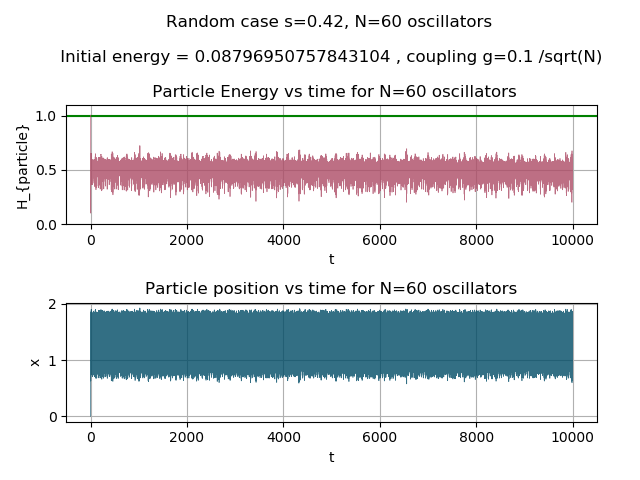 Random case s=0.42, N=60 oscillators
Initial energy = 0.08796950757843104 , coupling g=0.1 /sqrt(N)
Particle Energy vs time for N=60 oscillators
H_{particle}
1.0
0.5
0.0
0 2000 4000 6000 8000 10000
t
Particle position vs time for N=60 oscillators
x
2
1
0
0 2000 4000 6000 8000 10000
t